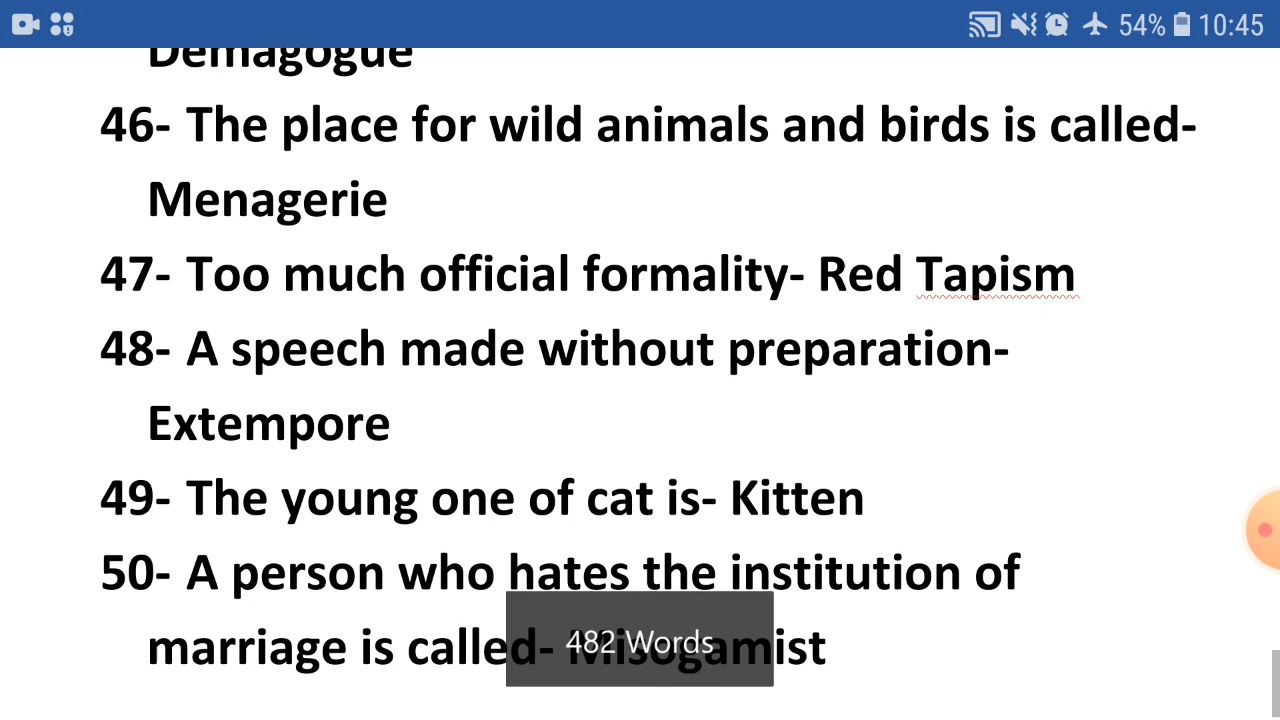 54% 10:45
Demagogue
46- The place for wild animals and birds is called-
Menagerie
47- Too much official formality- Red Tapism
48- A speech made without preparation-
Extempore
49- The young one of cat is- Kitten
50- A person who hates the institution of
marriage is called- Misogamist
482 Words